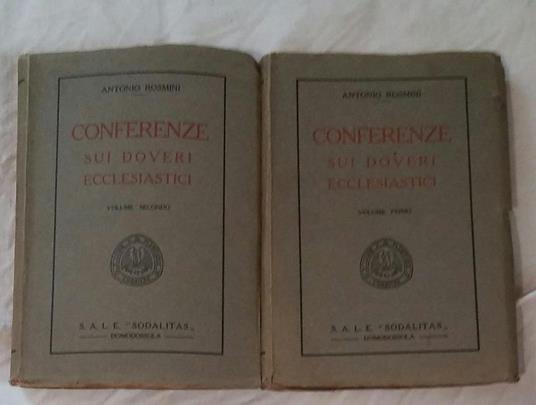 ANTONIO ROSMINI
CONFERENZE
SUI DOVERI
ECCLESIASTICI
VOLUME SECONDO
S. A. L. E. "SODALITAS„
DOMODOSSOLA
ANTONIO ROSMINI
CONFERENZE
SUI DOVERI
ECCLESIASTICI
VOLUME PRIMO
S. A. L. E. "SODALITAS„
DOMODOSSOLA